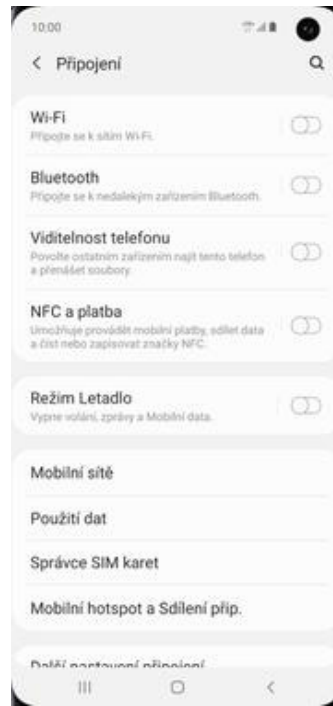 10:00
Připojení
Wi-Fi
Připojte se k sítím Wi-Fi.
Bluetooth
Připojte se k nedalekým zařízením Bluetooth.
Viditelnost telefonu
Povolte ostatním zařízením najít tento telefon
a přenášet soubory.
NFC a platba
Umožňuje provádět mobilní platby, sdílet data
a číst nebo zapisovat značky NFC.
Režim Letadlo
Vypne volání, zprávy a Mobilní data.
Mobilní sítě
Použití dat
Správce SIM karet
Mobilní hotspot a Sdílení přip.
Další nastavení připojení